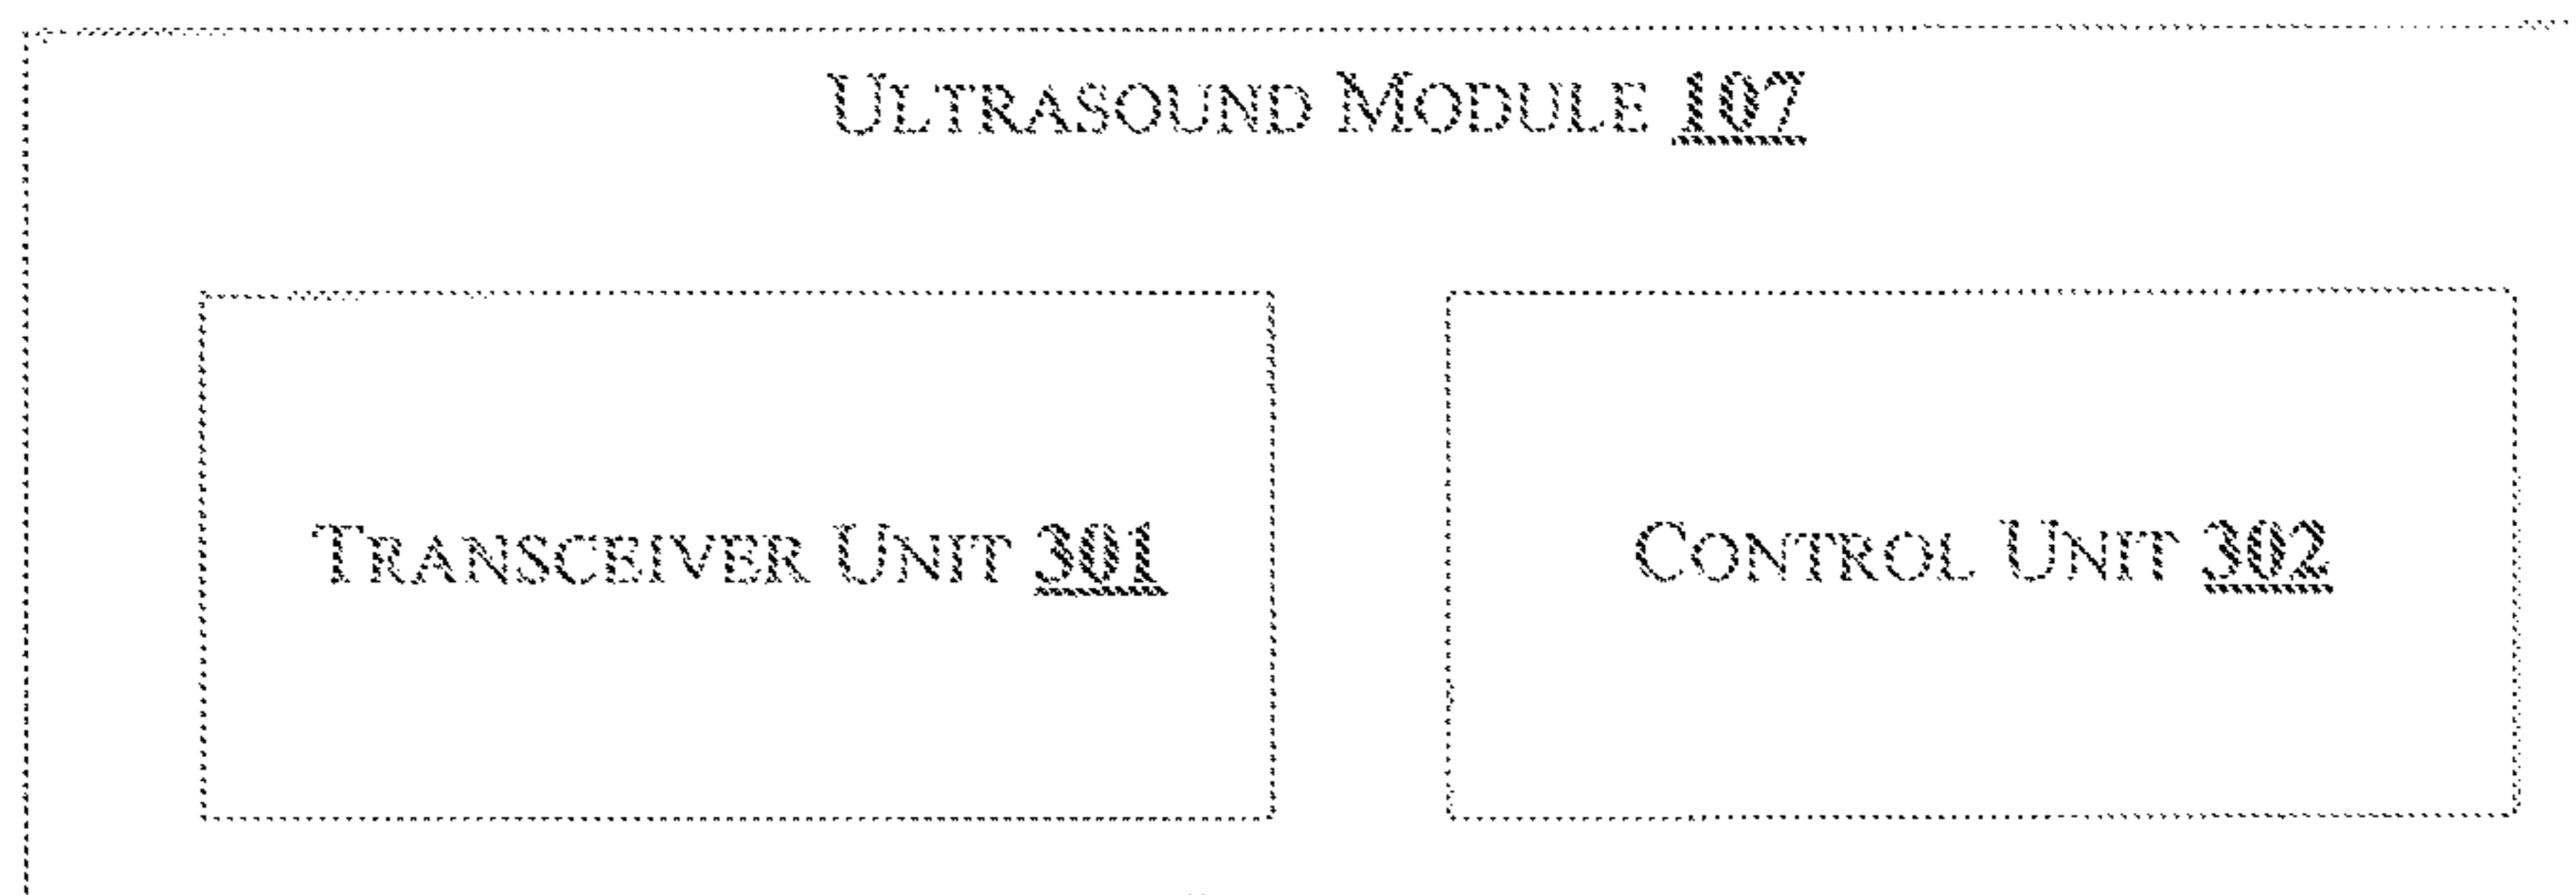 ULTRASOUND MODULE 107
TRANSCEIVER UNIT 301
CONTROL UNIT 302